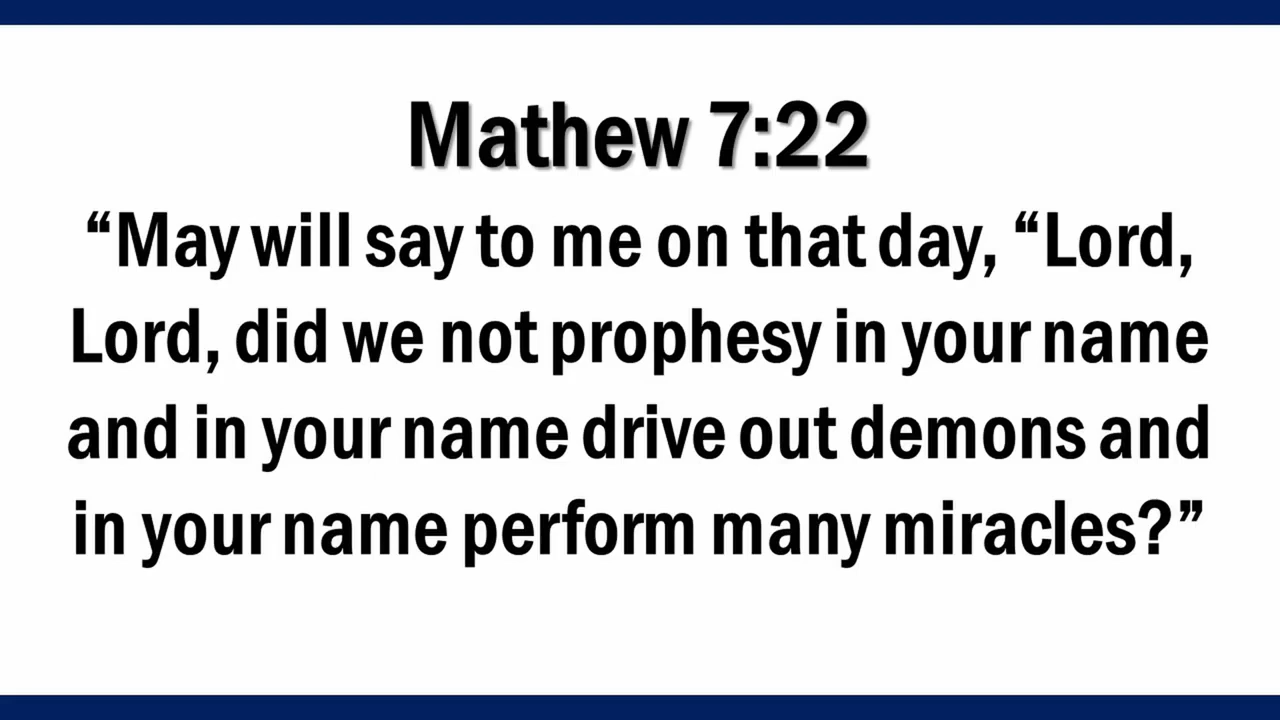 Mathew 7:22
“May will say to me on that day, “Lord,
Lord, did we not prophesy in your name
and in your name drive out demons and
in your name perform many miracles?”